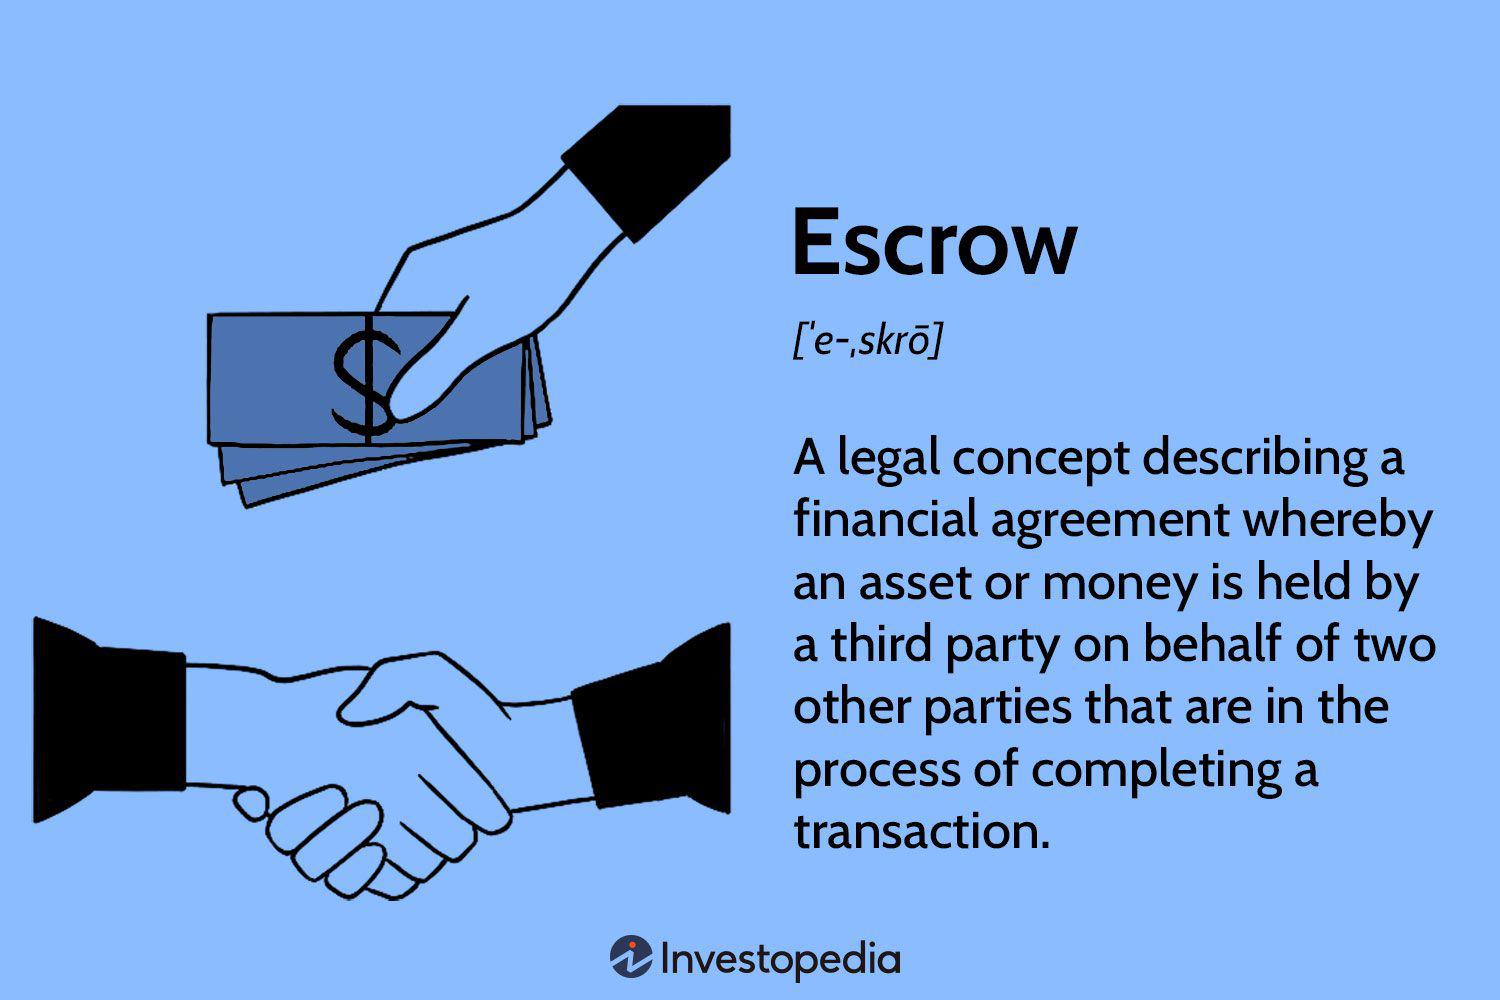 $
Escrow
[ˈe-ˌskrō]
A legal concept describing a
financial agreement whereby
an asset or money is held by
a third party on behalf of two
other parties that are in the
process of completing a
transaction.
Investopedia